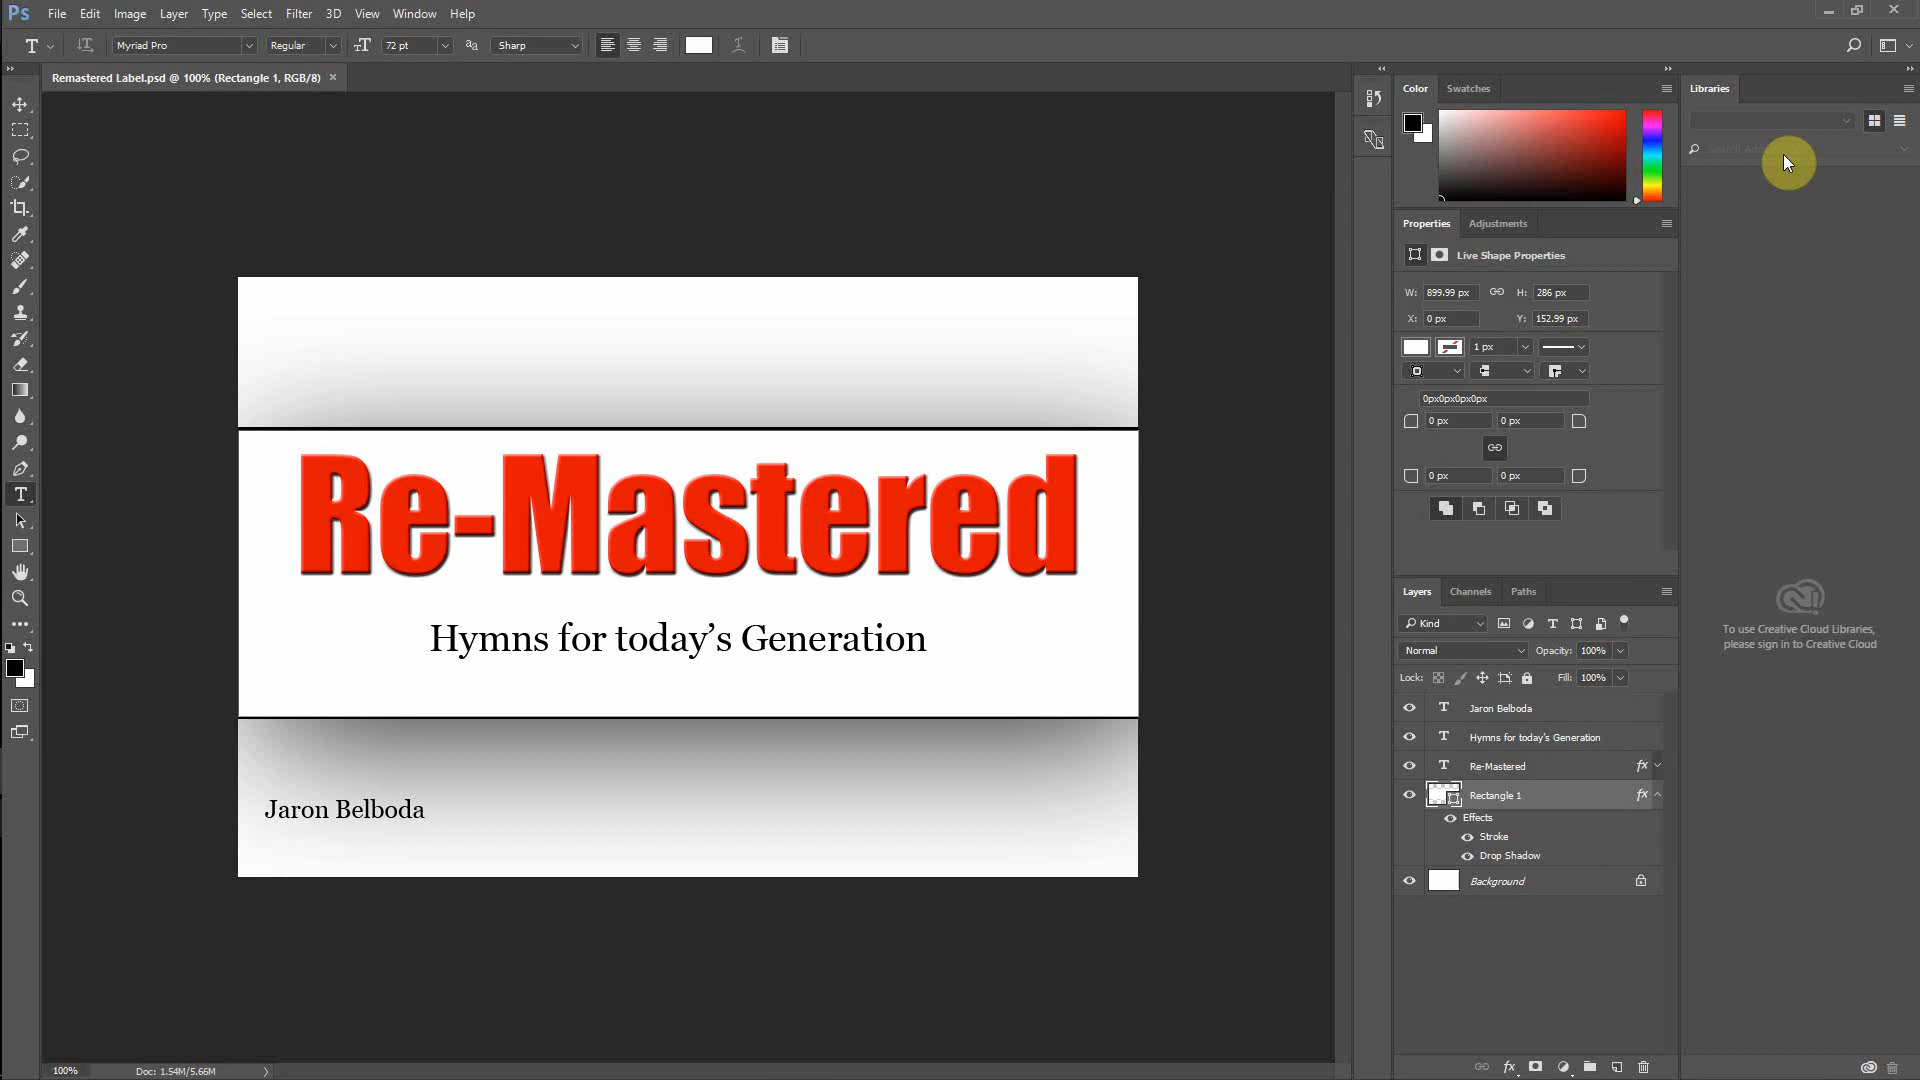 Ps File Edit Image Layer Type Select Filter 3D View Window Help
T Myriad Pro Regular 72 pt Sharp
Remastered Label.psd @ 100% (Rectangle 1, RGB/8) ×
Color Swatches
Libraries
Properties Adjustments
Live Shape Properties
W: 899.99 px H: 286 px
X: 0 px Y: 152.99 px
1 px
0px0px0px0px
0 px 0 px
0 px 0 px
Re-Mastered
Hymns for today’s Generation
Jaron Belboda
To use Creative Cloud Libraries,
please sign in to Creative Cloud
Layers Channels Paths
Kind
Normal Opacity: 100%
Lock: Fill: 100%
T Jaron Belboda
T Hymns for today's Generation
T Re-Mastered fx
Rectangle 1 fx
Effects
Stroke
Drop Shadow
Background
100% Doc: 1.54M/5.66M
fx